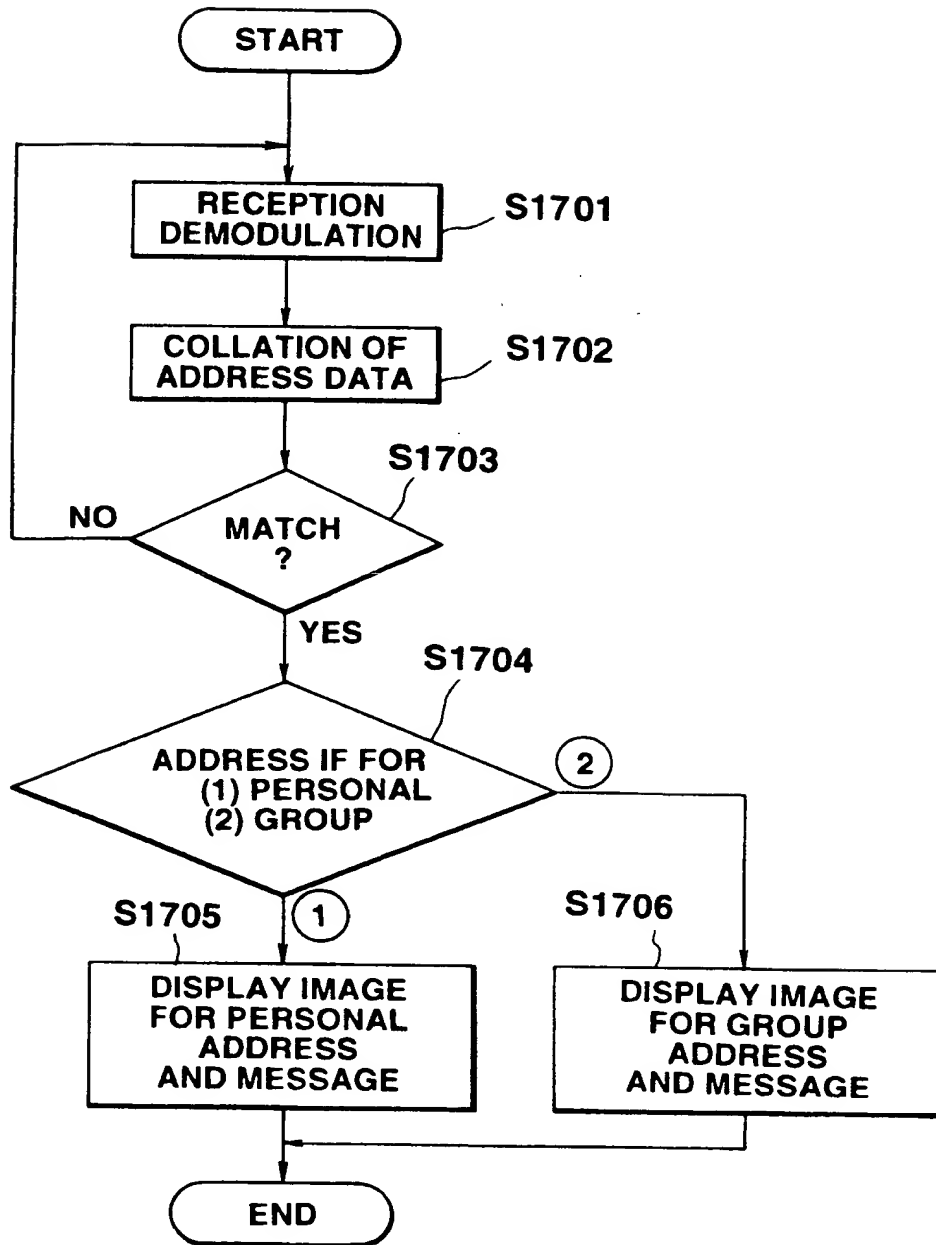 START
RECEPTION
DEMODULATION
S1701
COLLATION OF
ADDRESS DATA
S1702
S1703
MATCH
?
NO
YES
S1704
ADDRESS IF FOR
(1) PERSONAL
(2) GROUP
2
1
S1705
DISPLAY IMAGE
FOR PERSONAL
ADDRESS
AND MESSAGE
S1706
DISPLAY IMAGE
FOR GROUP
ADDRESS
AND MESSAGE
END